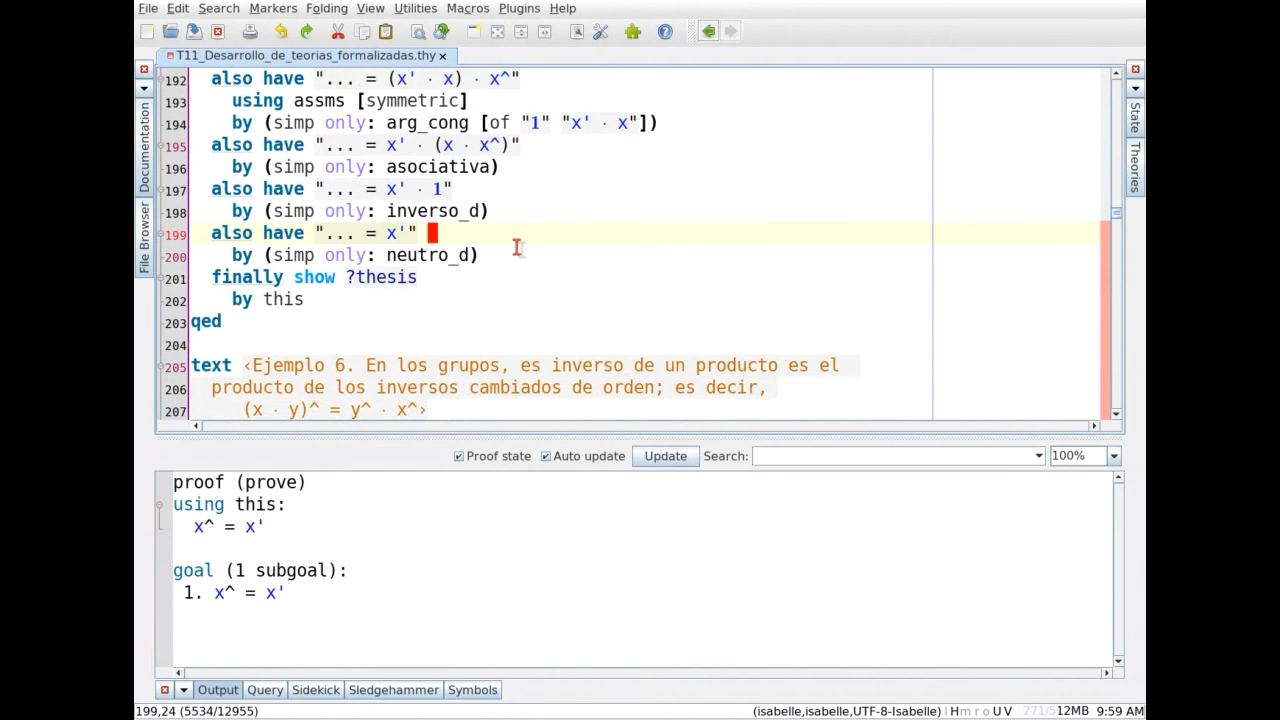 File Edit Search Markers Folding View Utilities Macros Plugins Help
T11_Desarrollo_de_teorias_formalizadas.thy
192 also have "... = (x' · x) · x^"
193 using assms [symmetric]
194 by (simp only: arg_cong [of "1" "x' · x"])
195 also have "... = x' · (x · x^)"
196 by (simp only: asociativa)
197 also have "... = x' · 1"
198 by (simp only: inverso_d)
199 also have "... = x'"
200 by (simp only: neutro_d)
201 finally show ?thesis
202 by this
203 qed
204
205 text ‹Ejemplo 6. En los grupos, es inverso de un producto es el
206 producto de los inversos cambiados de orden; es decir,
207 (x · y)^ = y^ · x^›
Documentation
File Browser
State
Theories
Proof state Auto update Update Search: 100%
proof (prove)
using this:
x^ = x'
goal (1 subgoal):
1. x^ = x'
Output Query Sidekick Sledgehammer Symbols
199,24 (5534/12955) (isabelle,isabelle,UTF-8-Isabelle) H m r o U V 271/512MB 9:59 AM